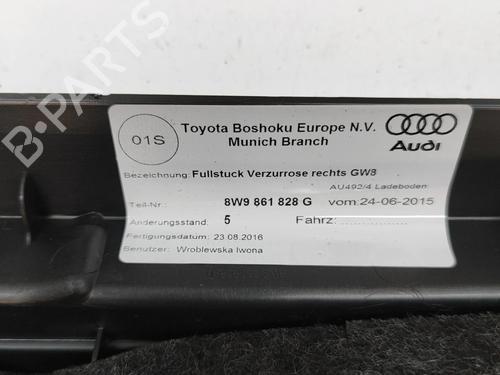 B-PARTS
01S
Toyota Boshoku Europe N.V.
Munich Branch
Audi
Bezeichnung: Fullstuck Verzurrose rechts GW8
AU492/4 Ladeboden:
Teil-Nr.: 8W9 861 828 G vom: 24-06-2015
Änderungsstand: 5 Fahrz: ................
Fertigungsdatum: 23.08.2016
Benutzer: Wroblewska Iwona